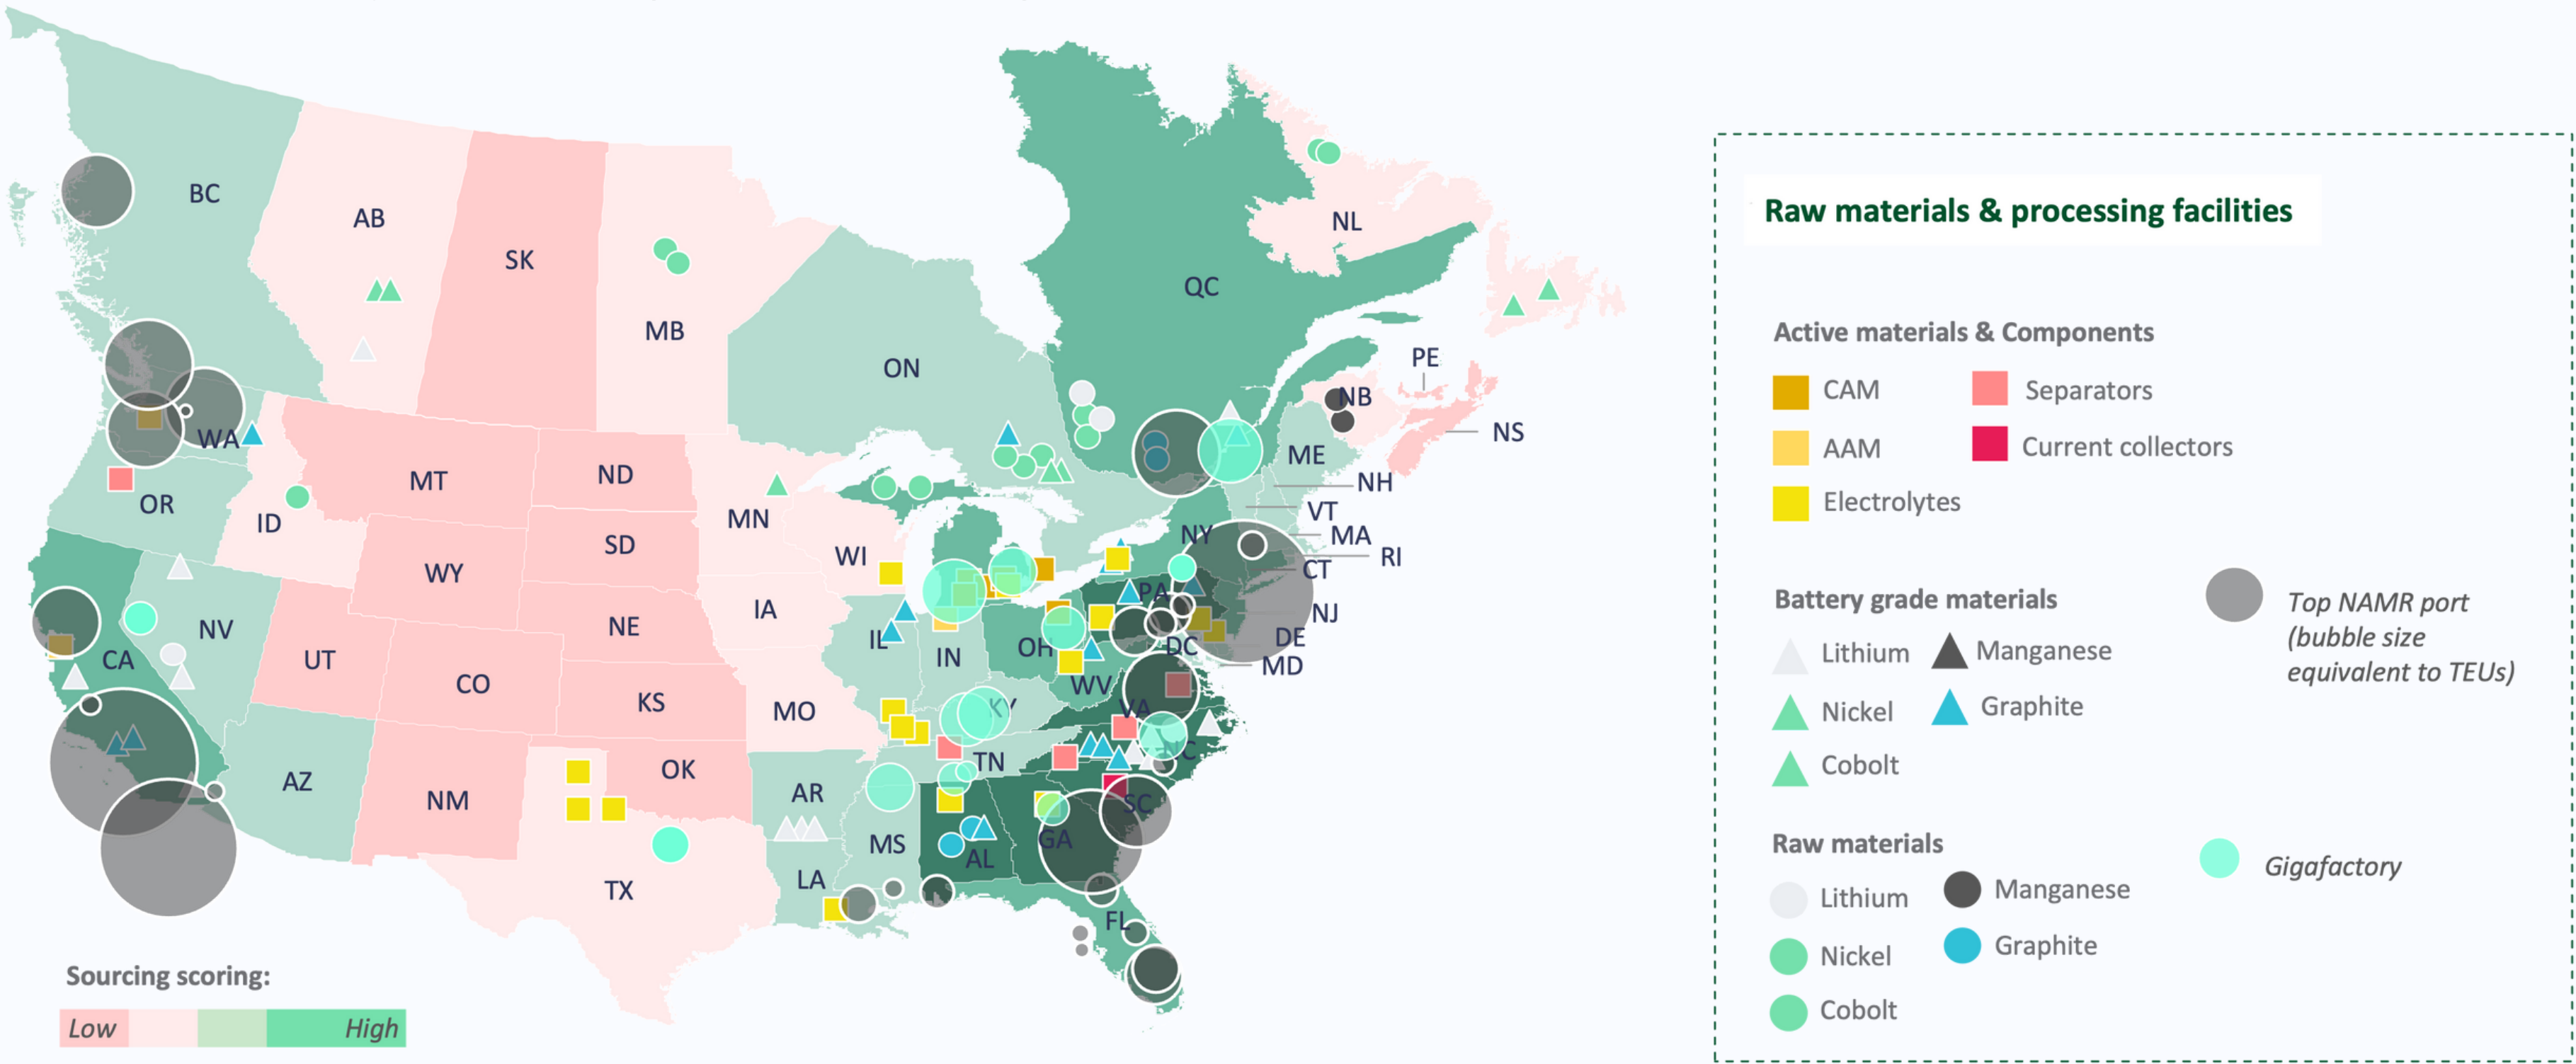 BC
AB
SK
MB
ON
QC
NL
PE
NB
NS
WA
ME
MT
ND
NH
OR
ID
MN
VT
NY
MA
SD
WI
RI
CT
WY
PA
IA
NJ
NV
NE
IL
DE
CA
UT
IN
OH
DC
MD
CO
WV
KS
MO
KY
VA
NC
TN
AZ
OK
NM
AR
SC
MS
GA
AL
LA
TX
FL
Sourcing scoring:
Low High
Raw materials & processing facilities
Active materials & Components
CAM
Separators
AAM
Current collectors
Electrolytes
Battery grade materials
Lithium
Manganese
Nickel
Graphite
Cobolt
Top NAMR port
(bubble size
equivalent to TEUs)
Raw materials
Lithium
Manganese
Nickel
Graphite
Cobolt
Gigafactory